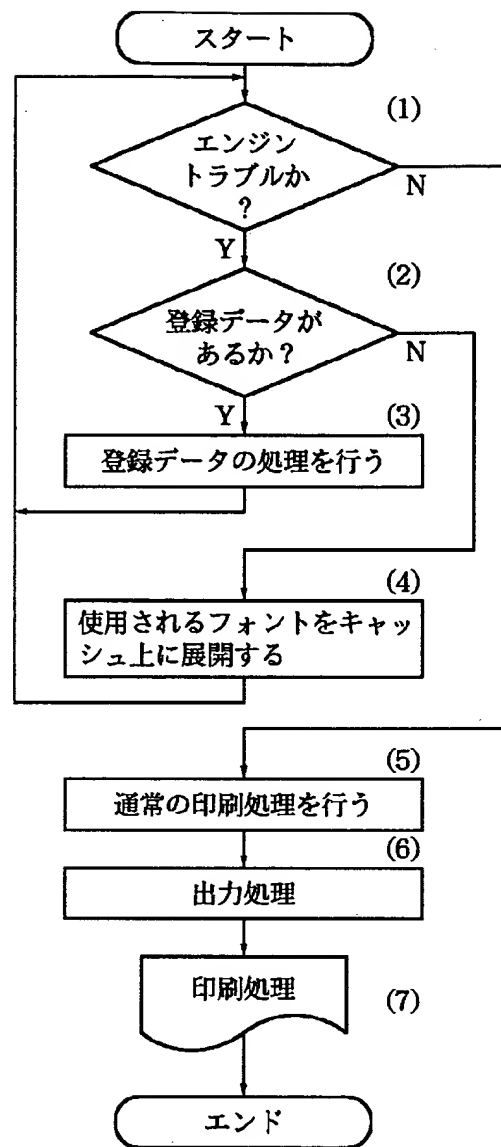 スタート
(1)
エンジン
トラブルか
?
N
Y
(2)
登録データが
あるか?
N
Y
(3)
登録データの処理を行う
(4)
使用されるフォントをキャッ
シュ上に展開する
(5)
通常の印刷処理を行う
(6)
出力処理
印刷処理
(7)
エンド